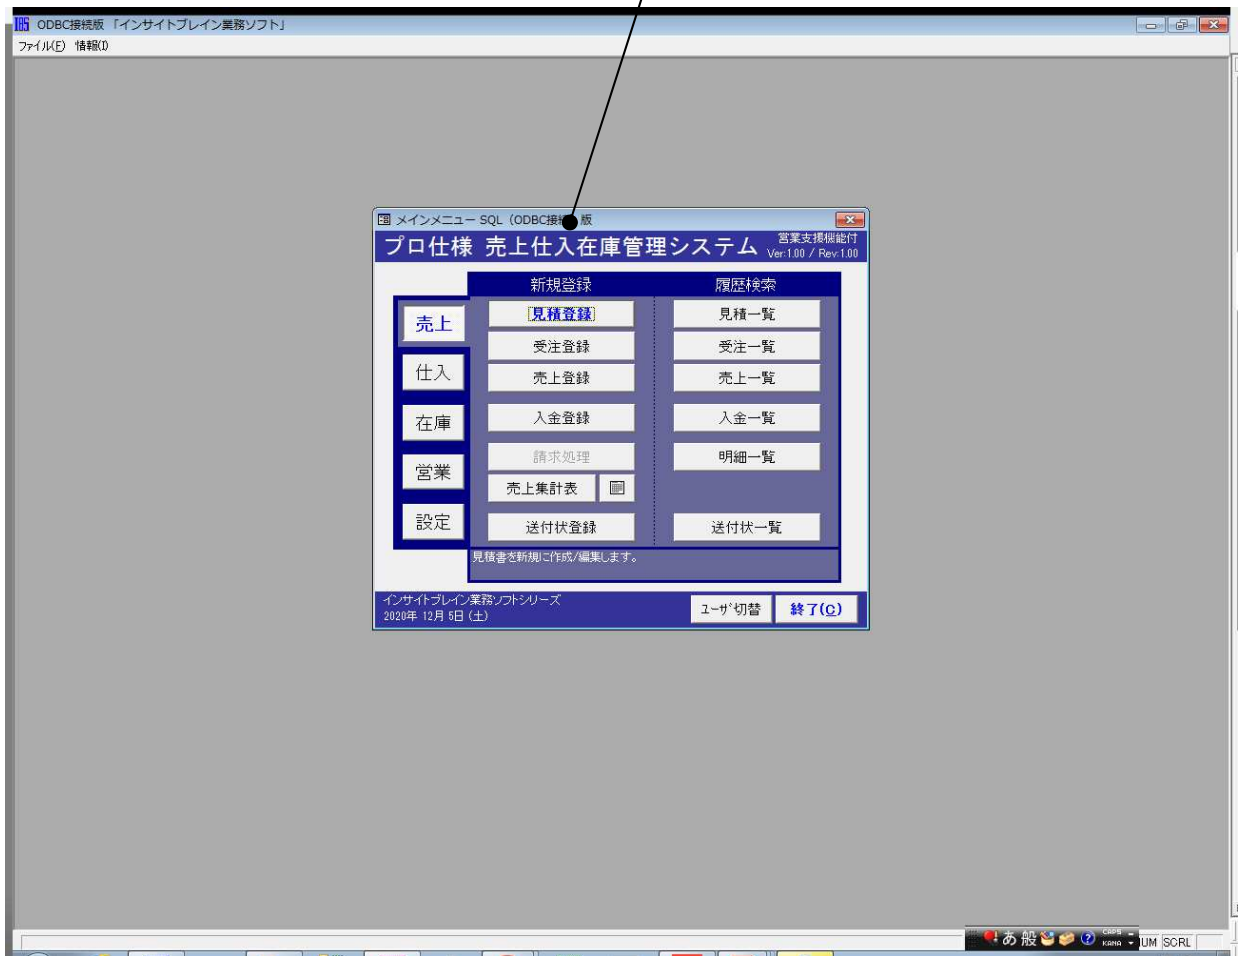 IBS ODBC接続版 「インサイトブレイン業務ソフト」
ファイル(F) 情報(I)
メインメニュー SQL (ODBC接 版
プロ仕様 売上仕入在庫管理システム
営業支援機能付
Ver:1.00 / Rev:1.00
新規登録 履歴検索
売上
仕入
在庫
営業
設定
見積登録 見積一覧
受注登録 受注一覧
売上登録 売上一覧
入金登録 入金一覧
請求処理 明細一覧
売上集計表
送付状登録 送付状一覧
見積書を新規に作成/編集します。
インサイトブレイン業務ソフトシリーズ
2020年 12月 5日 (土)
ユーザ切替 終了(C)
あ 般 ? CAPS KANA UM SCRL